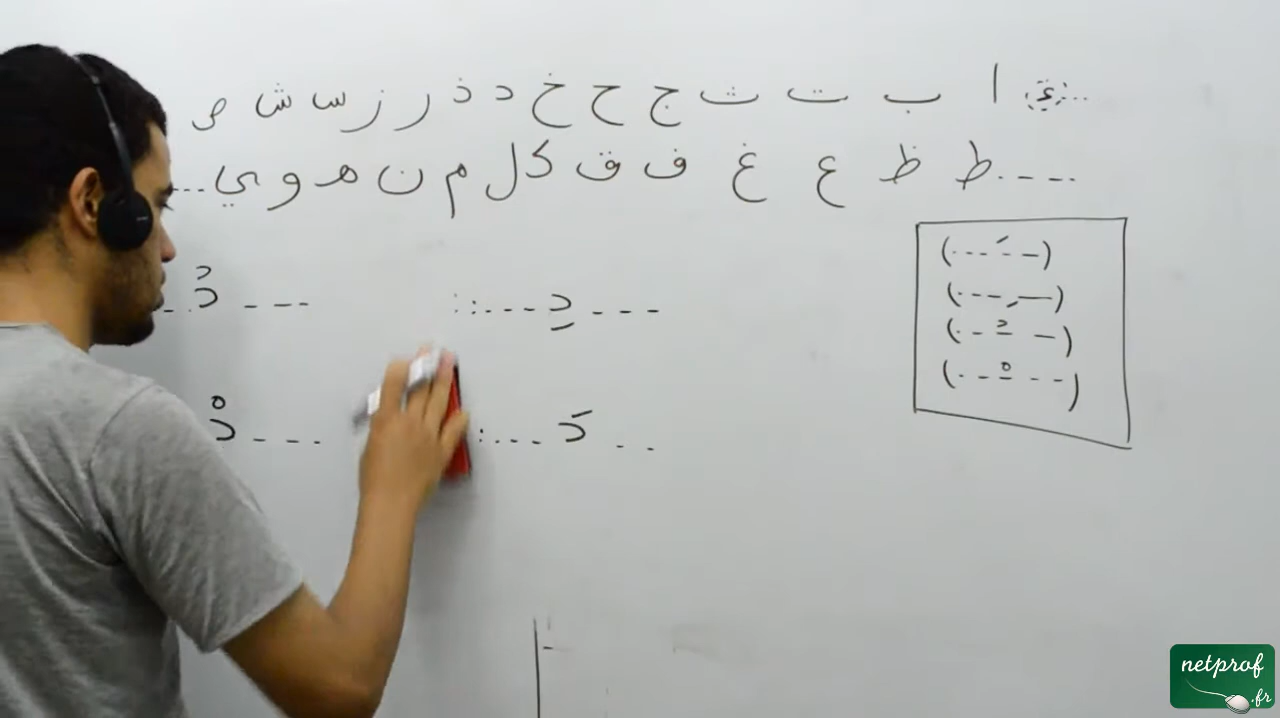 ئ ا ب ت ث ج ح خ د ذ ر ز س ش ص
ط ظ ع غ ف ق ك ل م ن ه و ي
(َ)
(ِ)
(ُ)
(ْ)
دِ دُ
دَ دْ
netprof
.fr